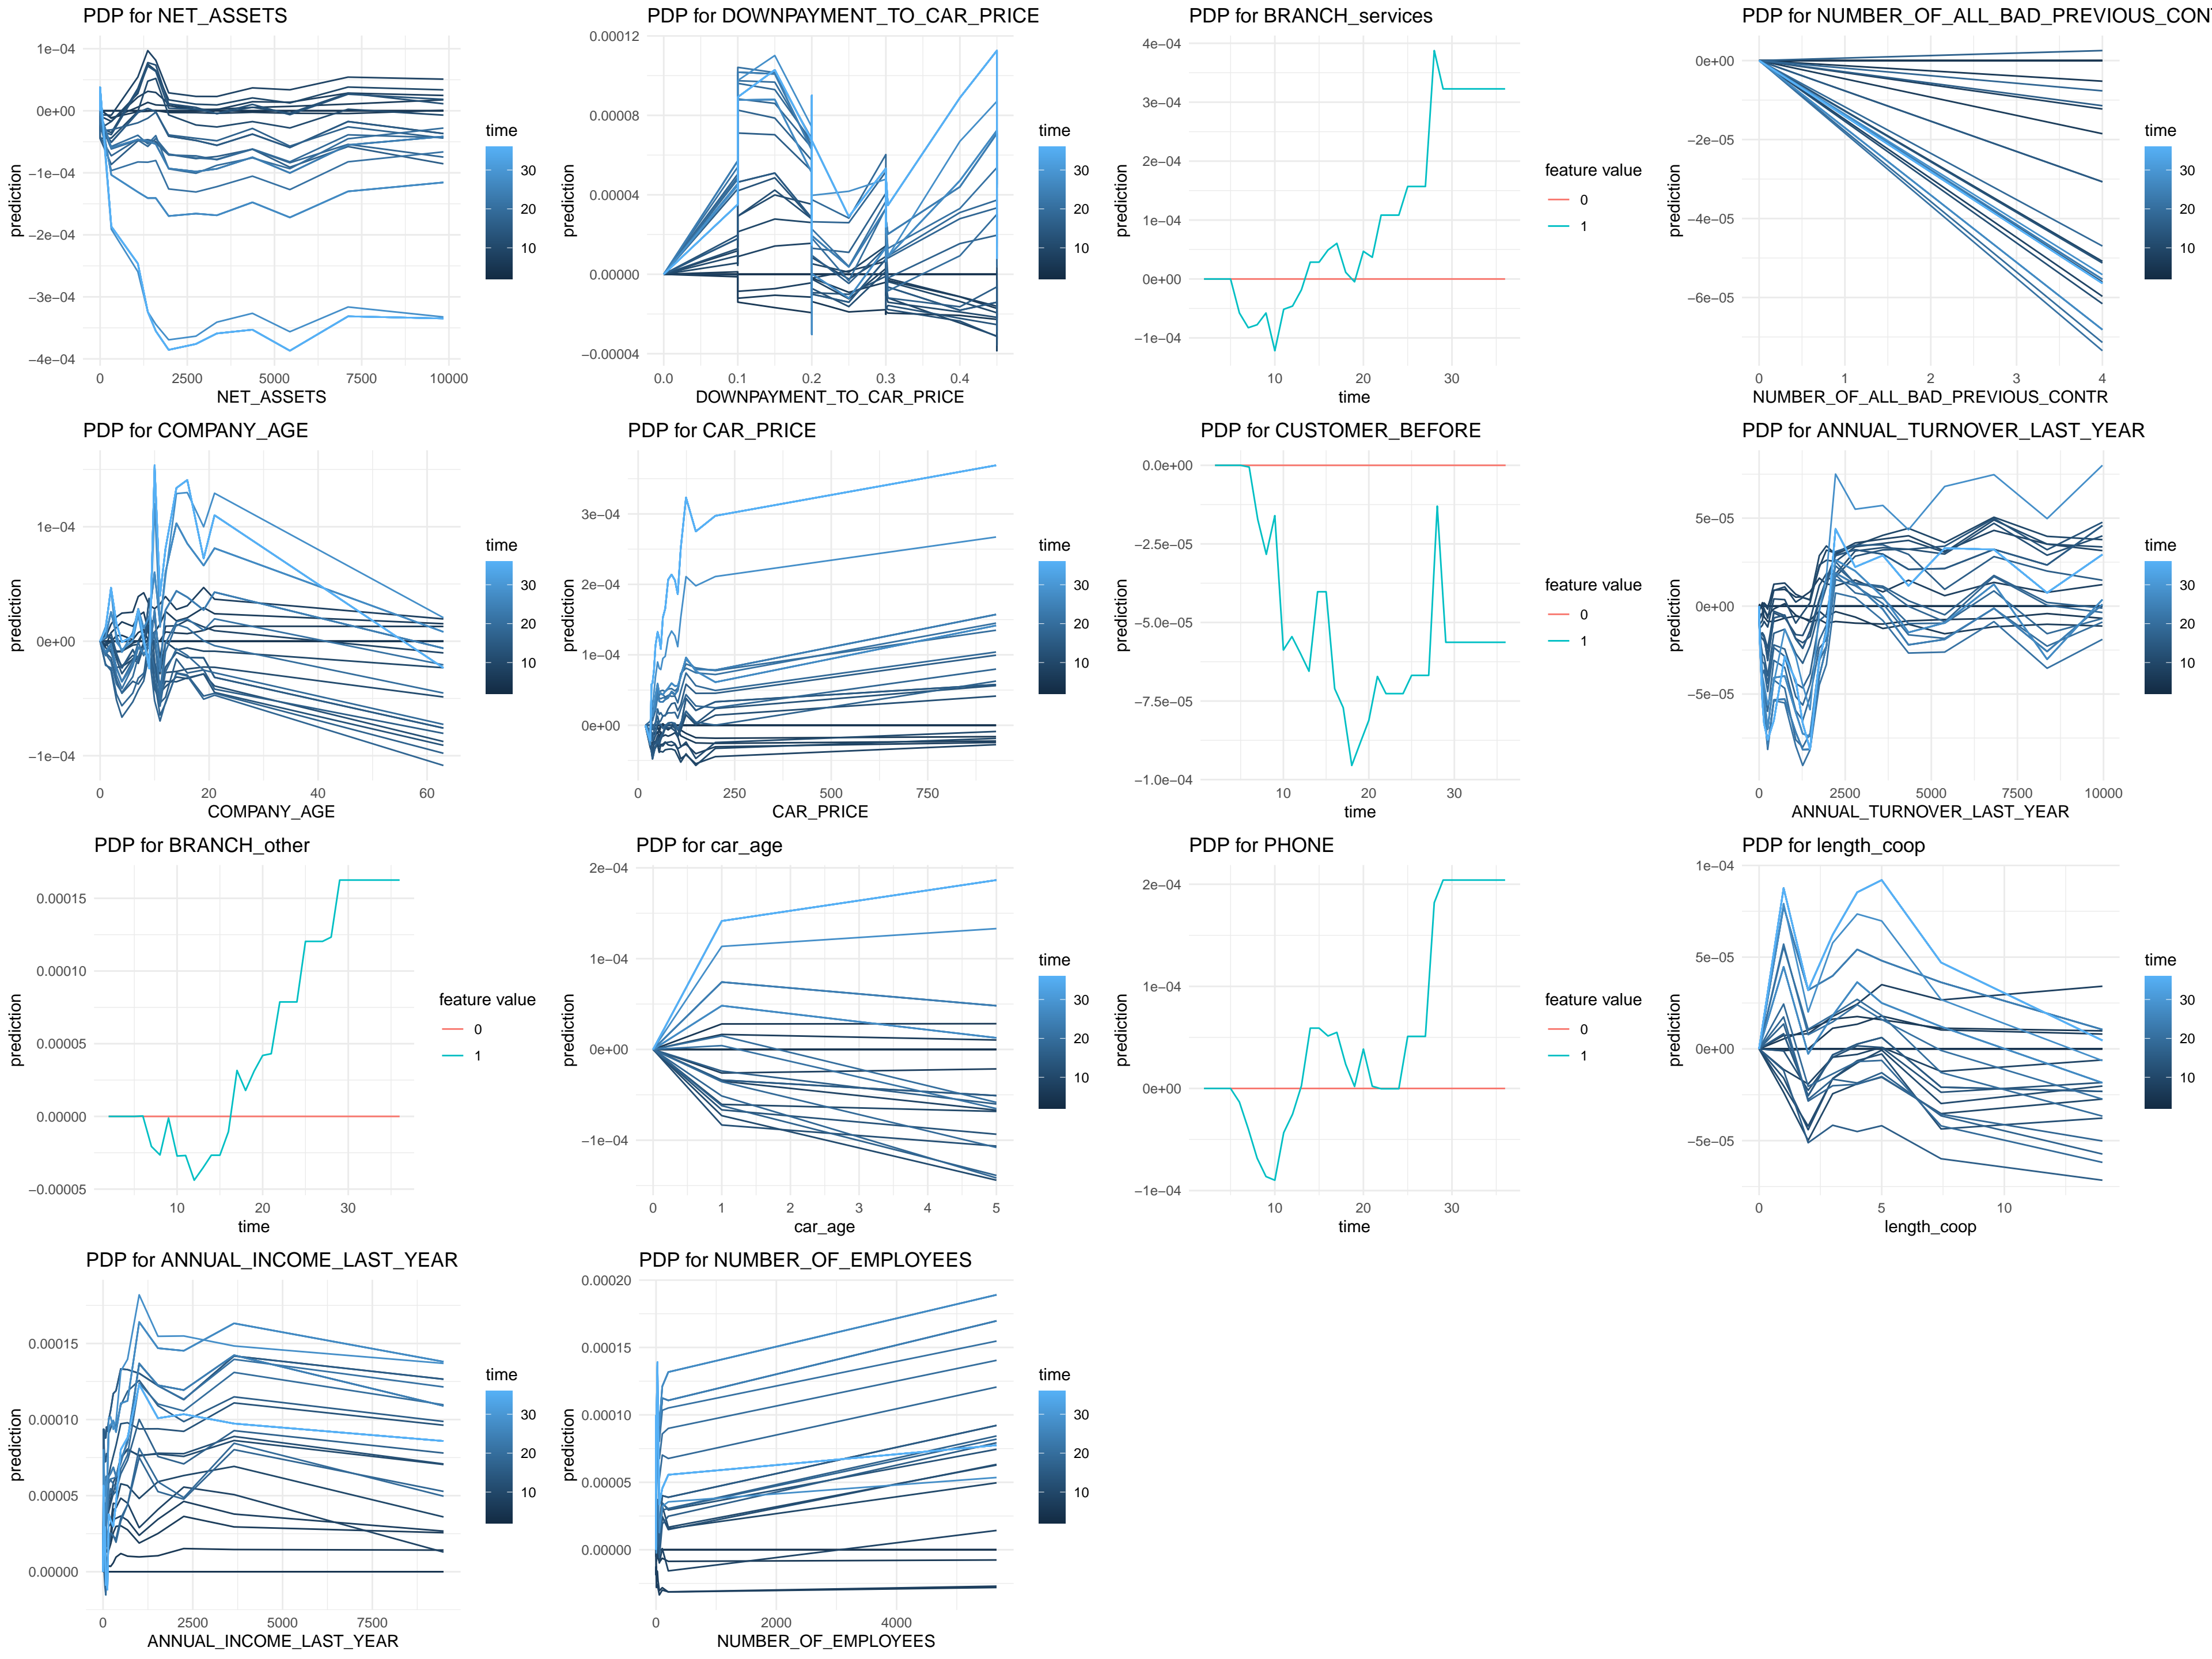 PDP for NET_ASSETS
1e−04
0e+00
−1e−04
−2e−04
−3e−04
−4e−04
prediction
0 2500 5000 7500 10000
NET_ASSETS
time
30
20
10
PDP for DOWNPAYMENT_TO_CAR_PRICE
0.00012
0.00008
0.00004
0.00000
−0.00004
prediction
0.0 0.1 0.2 0.3 0.4
DOWNPAYMENT_TO_CAR_PRICE
time
30
20
10
PDP for BRANCH_services
4e−04
3e−04
2e−04
1e−04
0e+00
−1e−04
prediction
10 20 30
time
feature value
0
1
PDP for NUMBER_OF_ALL_BAD_PREVIOUS_CONT
0e+00
−2e−05
−4e−05
−6e−05
prediction
0 1 2 3 4
NUMBER_OF_ALL_BAD_PREVIOUS_CONTR
time
30
20
10
PDP for COMPANY_AGE
1e−04
0e+00
−1e−04
prediction
0 20 40 60
COMPANY_AGE
time
30
20
10
PDP for CAR_PRICE
3e−04
2e−04
1e−04
0e+00
prediction
250 500 750
CAR_PRICE
time
30
20
10
PDP for CUSTOMER_BEFORE
0.0e+00
−2.5e−05
−5.0e−05
−7.5e−05
−1.0e−04
prediction
10 20 30
time
feature value
0
1
PDP for ANNUAL_TURNOVER_LAST_YEAR
5e−05
0e+00
−5e−05
prediction
0 2500 5000 7500 10000
ANNUAL_TURNOVER_LAST_YEAR
time
30
20
10
PDP for BRANCH_other
0.00015
0.00010
0.00005
0.00000
−0.00005
prediction
10 20 30
time
feature value
0
1
PDP for car_age
2e−04
1e−04
0e+00
−1e−04
prediction
0 1 2 3 4 5
car_age
time
30
20
10
PDP for PHONE
2e−04
1e−04
0e+00
−1e−04
prediction
10 20 30
time
feature value
0
1
PDP for length_coop
1e−04
5e−05
0e+00
−5e−05
prediction
0 5 10
length_coop
time
30
20
10
PDP for ANNUAL_INCOME_LAST_YEAR
0.00015
0.00010
0.00005
0.00000
prediction
0 2500 5000 7500
ANNUAL_INCOME_LAST_YEAR
time
30
20
10
PDP for NUMBER_OF_EMPLOYEES
0.00020
0.00015
0.00010
0.00005
0.00000
prediction
0 2000 4000
NUMBER_OF_EMPLOYEES
time
30
20
10